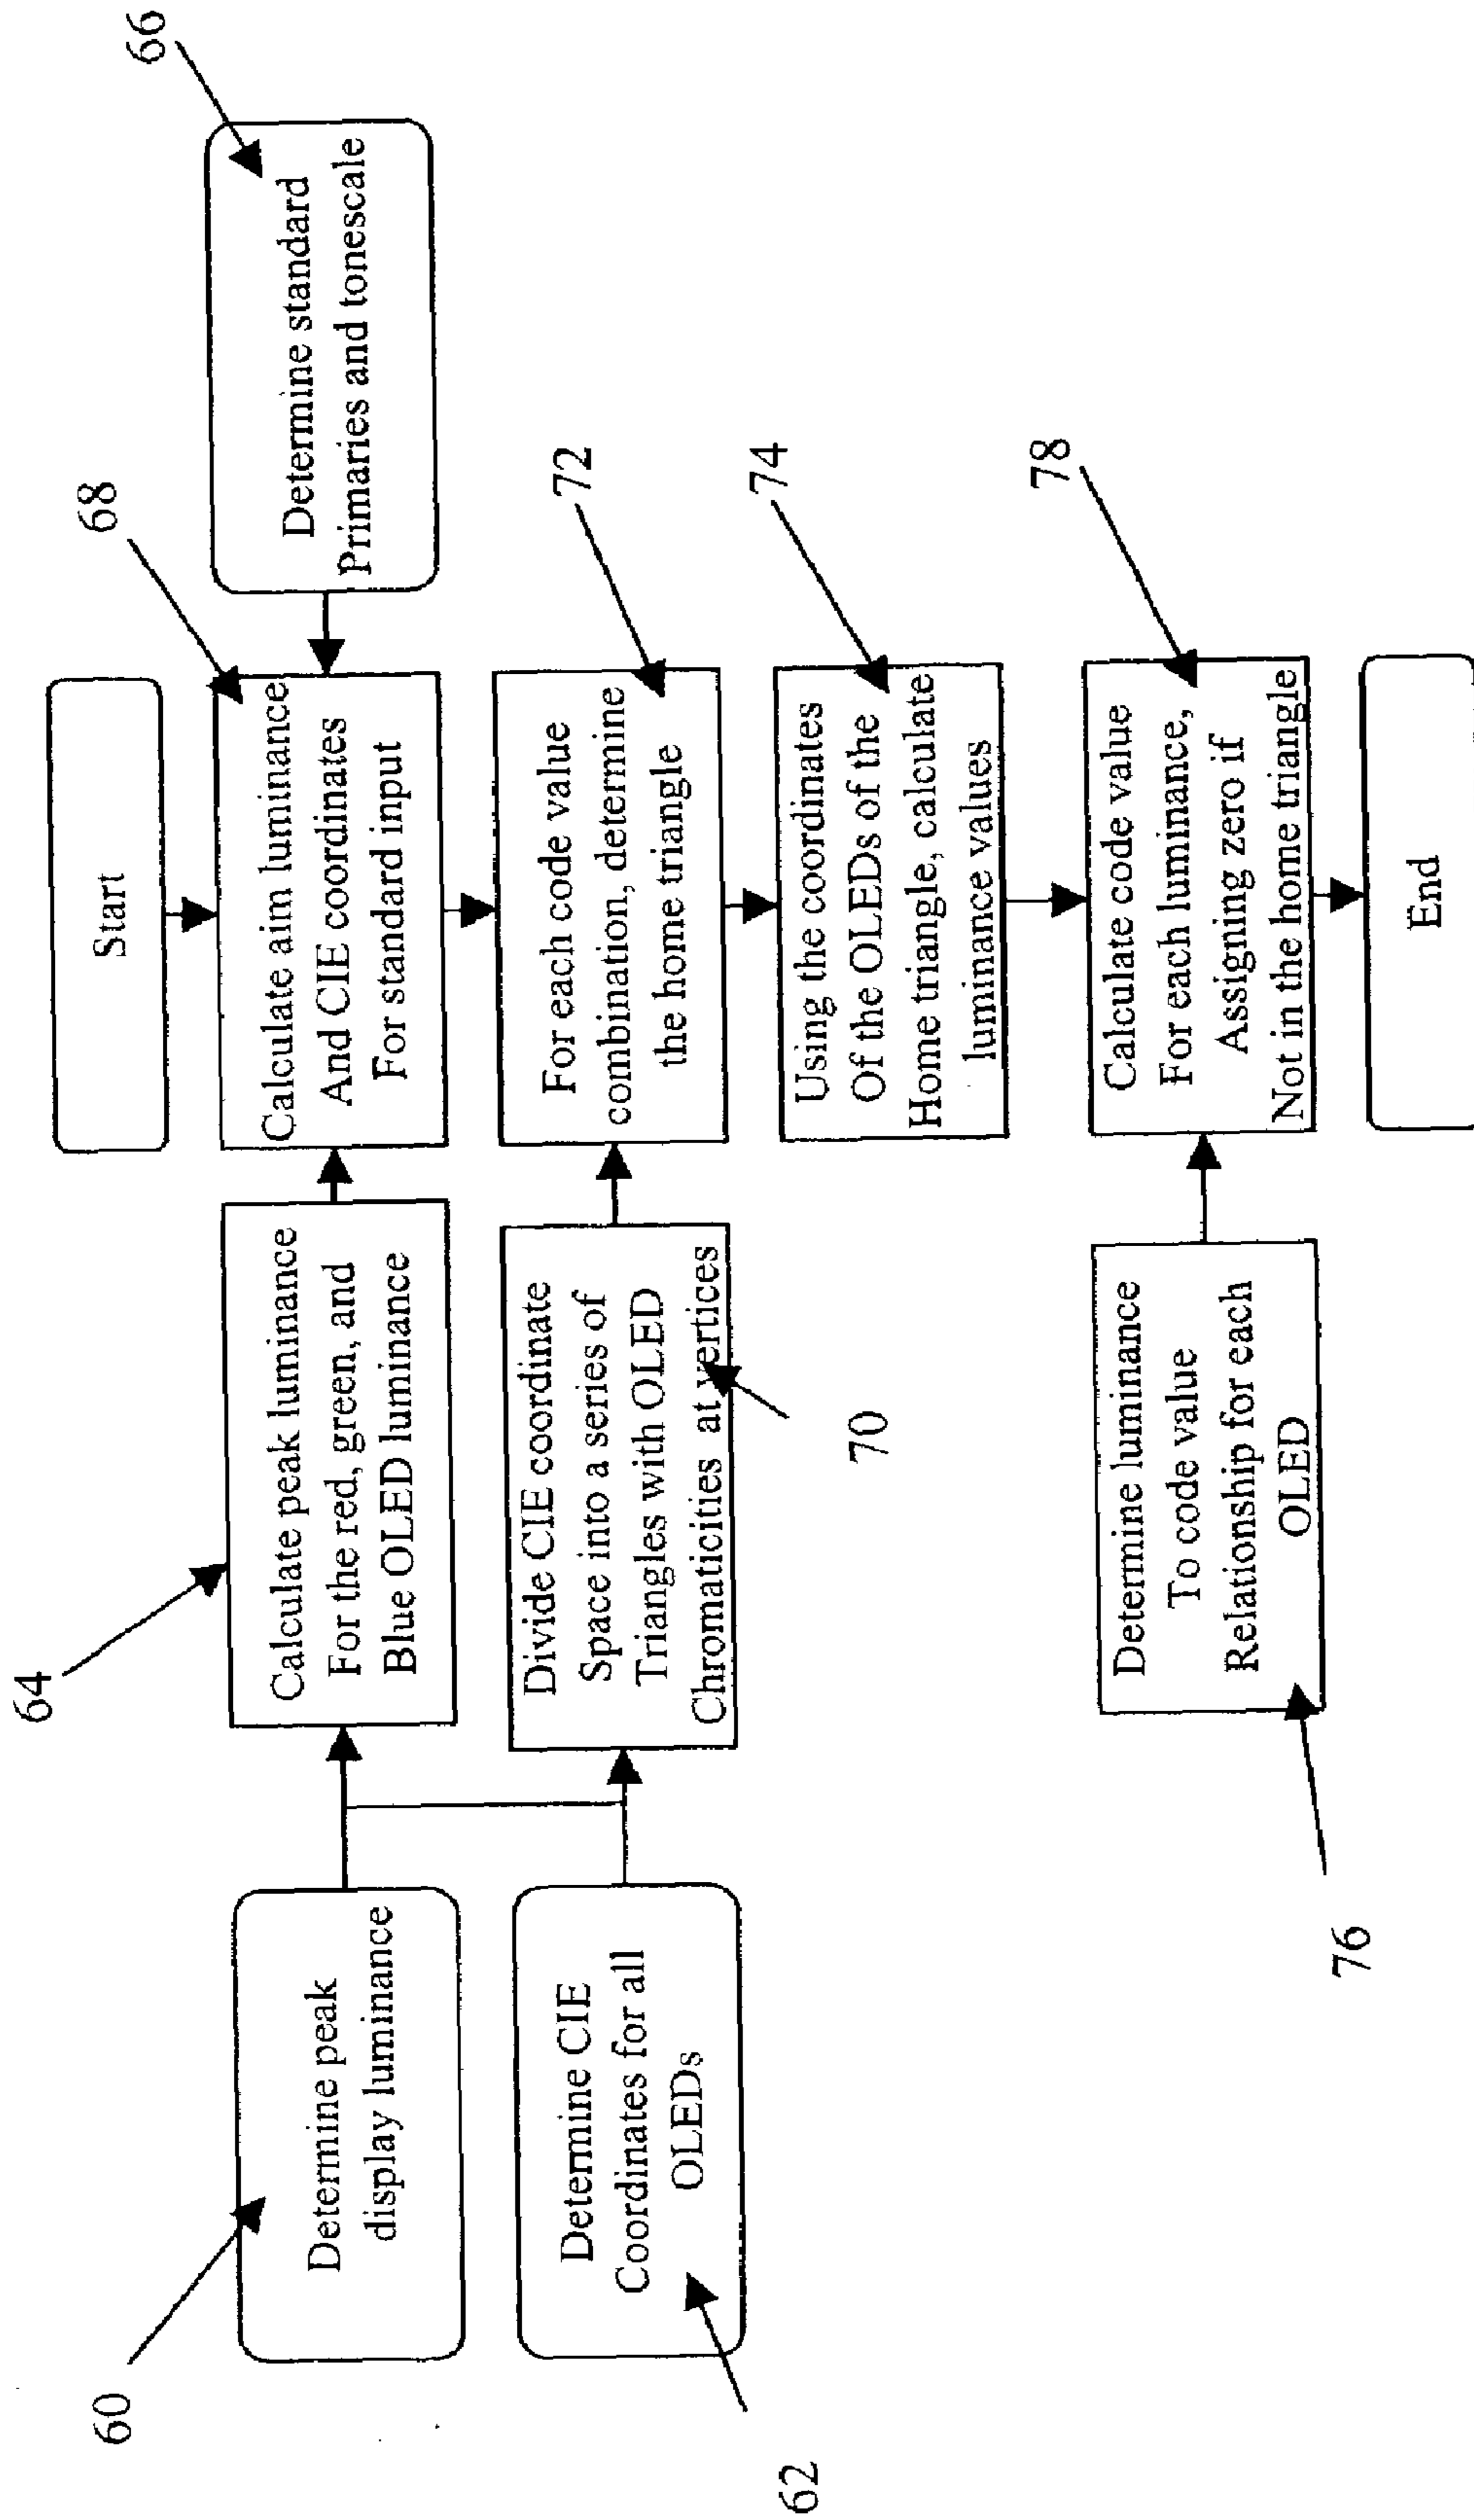 66
68
Start
Determine standard
Primaries and tonescale
64
Calculate peak luminance
For the red, green, and
Blue OLED luminance
Calculate aim luminance
And CIE coordinates
For standard input
60
Determine peak
display luminance
72
Divide CIE coordinate
Space into a series of
Triangles with OLED
Chromaticities at vertices
For each code value
combination, determine
the home triangle
Determine CIE
Coordinates for all
OLEDs
62
70
74
Using the coordinates
Of the OLEDs of the
Home triangle, calculate
luminance values
78
Determine luminance
To code value
Relationship for each
OLED
Calculate code value
For each luminance,
Assigning zero if
Not in the home triangle
76
End